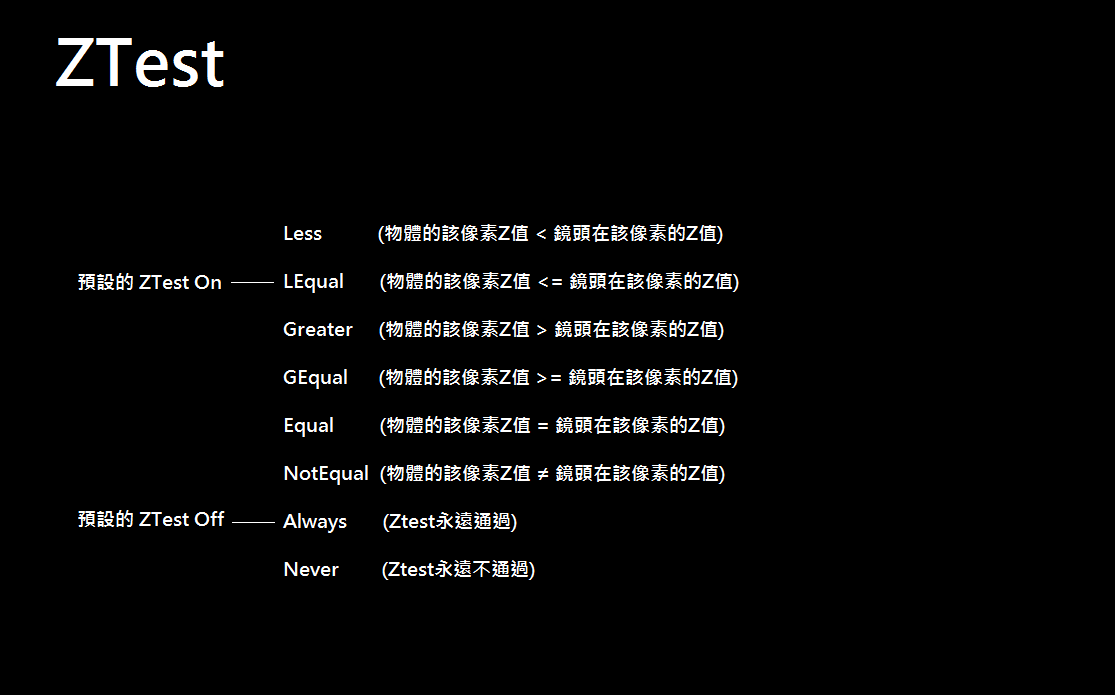 ZTest
Less (物體的該像素Z值 < 鏡頭在該像素的Z值)
預設的 ZTest On LEqual (物體的該像素Z值 <= 鏡頭在該像素的Z值)
Greater (物體的該像素Z值 > 鏡頭在該像素的Z值)
GEqual (物體的該像素Z值 >= 鏡頭在該像素的Z值)
Equal (物體的該像素Z值 = 鏡頭在該像素的Z值)
NotEqual (物體的該像素Z值 ≠ 鏡頭在該像素的Z值)
預設的 ZTest Off Always (Ztest永遠通過)
Never (Ztest永遠不通過)